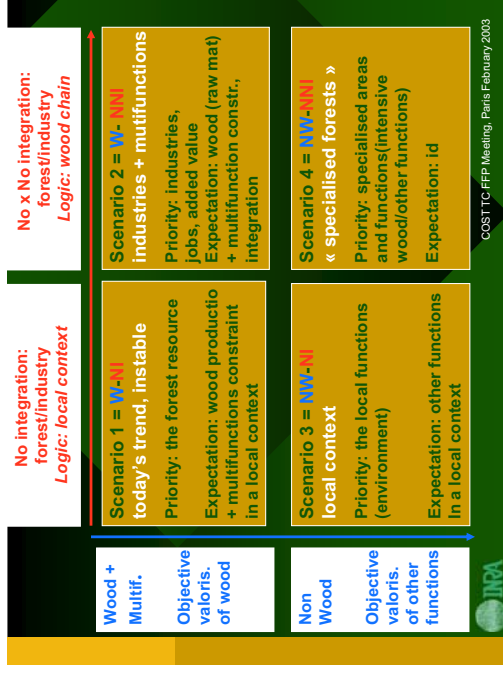 No integration:
forest/industry
Logic: local context
No x No integration:
forest/industry
Logic: wood chain
Wood +
Multif.
Objective
valoris.
of wood
Scenario 1 = W-NI
today's trend, instable
Priority: the forest resource
Expectation: wood productio
+ multifunctions constraint
in a local context
Scenario 2 = W- NNI
industries + mutifunctions
Priority: industries,
jobs, added value
Expectation: wood (raw mat)
+ multifunction constr.,
integration
Non
Wood
Objective
valoris.
of other
functions
Scenario 3 = NW-NI
local context
Priority: the local functions
(environment)
Expectation: other functions
In a local context
Scenario 4 = NW-NNI
« specialised forests »
Priority: specialised areas
and functions(intensive
wood/other functions)
Expectation: id
INRA
COST TC FFP Meeting, Paris February 2003